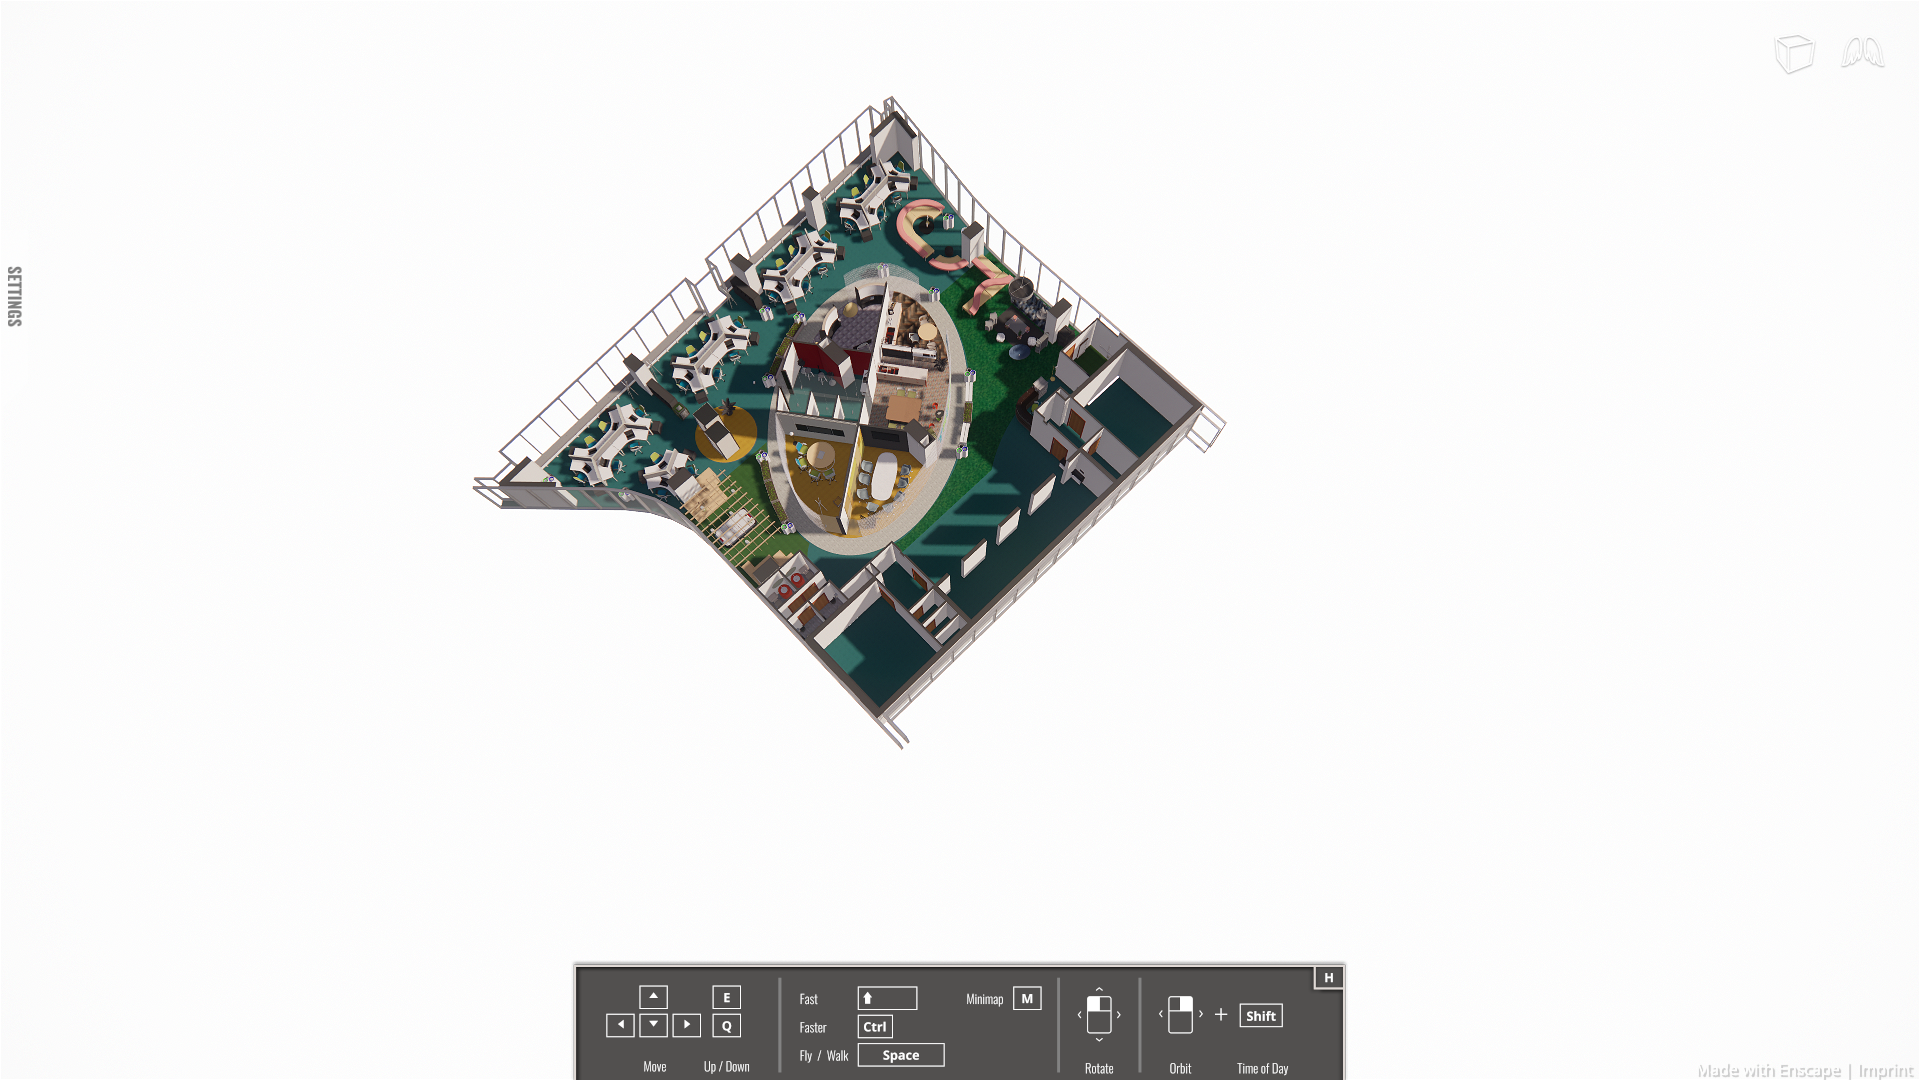 SETTINGS
H
E
Q
Move
Up / Down
Fast
Faster
Ctrl
Fly / Walk
Space
Minimap
M
Rotate
+
Shift
Orbit
Time of Day
Made with Enscape | Imprint